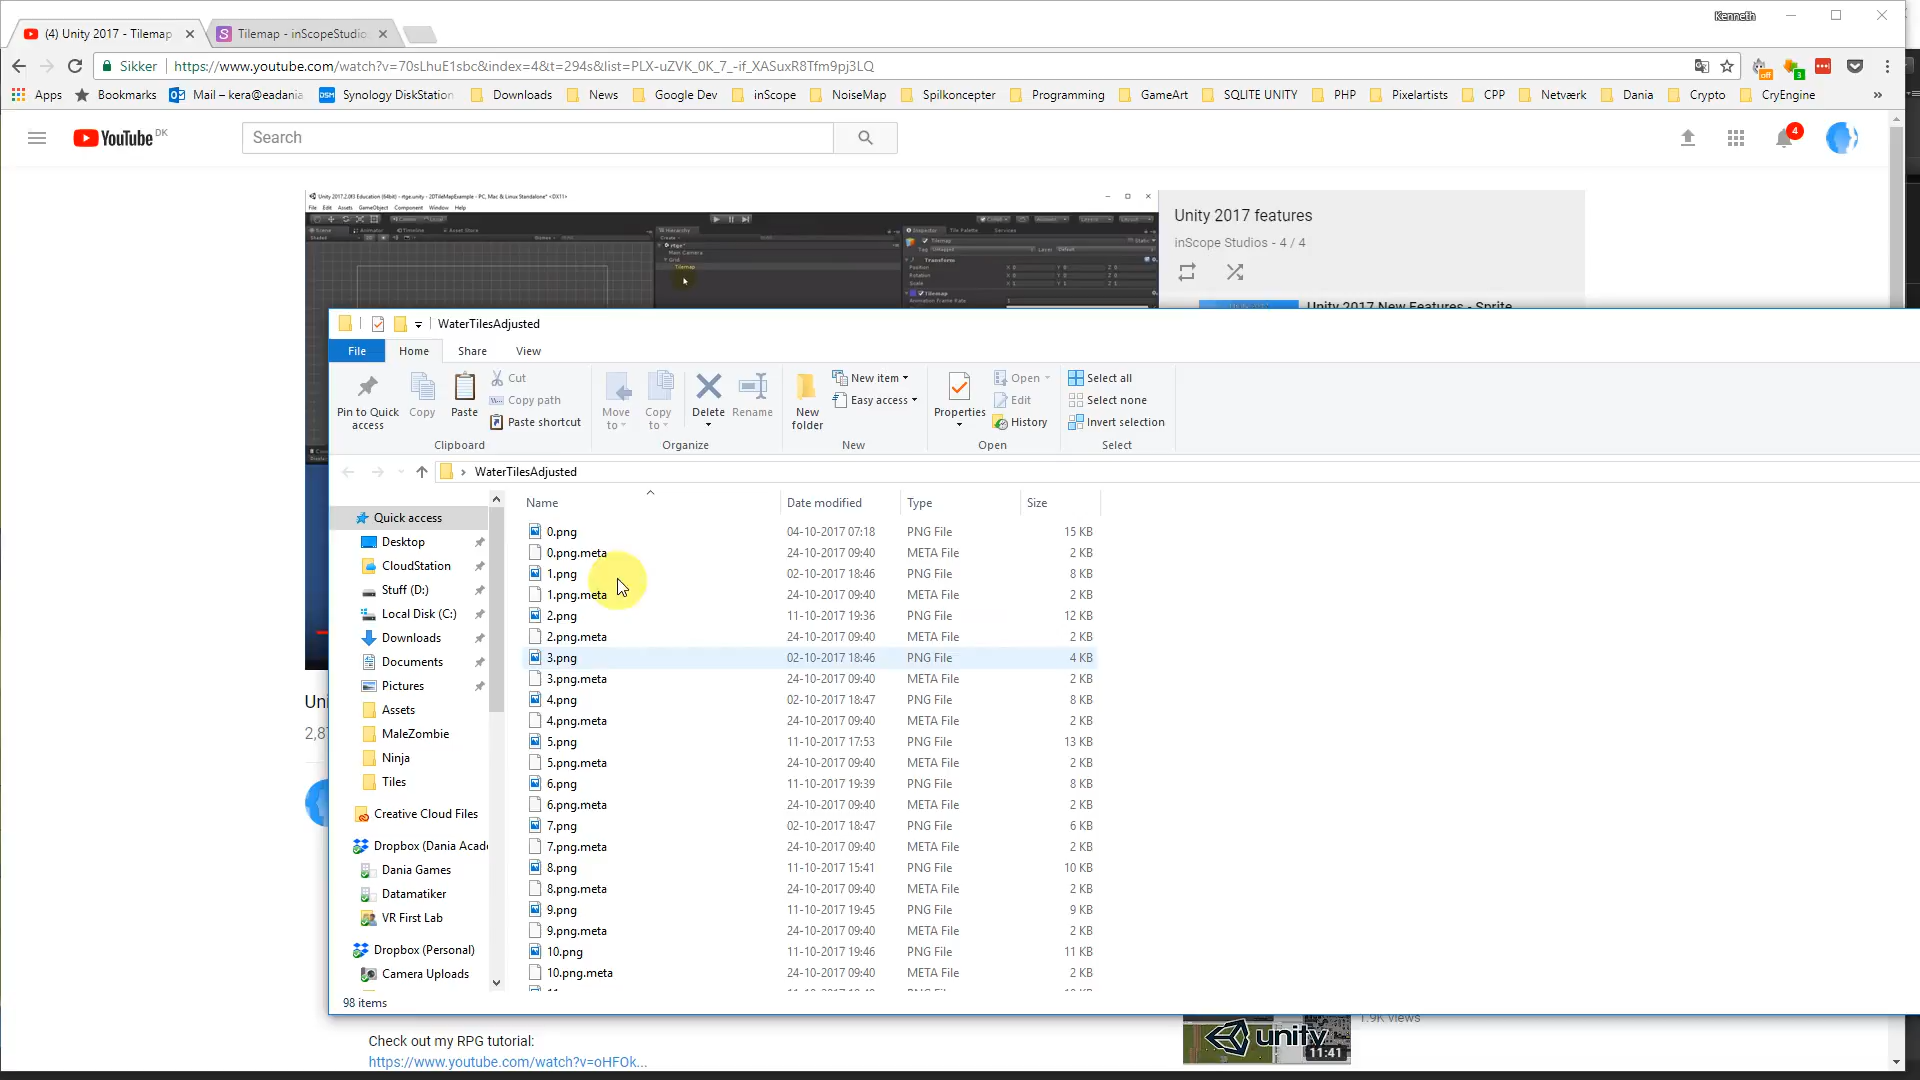 Kenneth
(4) Unity 2017 - Tilemap
Tilemap - inScopeStudio
Sikker
https://www.youtube.com/watch?v=70sLhuE1sbc&index=4&t=294s&list=PLX-uZVK_0K_7_-if_XASuxR8Tfm9pj3LQ
off
3
Apps
Bookmarks
Mail – kera@eadania
DSM
Synology DiskStation
Downloads
News
Google Dev
inScope
NoiseMap
Spilkoncepter
Programming
GameArt
SQLITE UNITY
PHP
Pixelartists
CPP
Netværk
Dania
Crypto
CryEngine
»
YouTube DK
Search
4
File Edit Assets GameObject Component Window Help
Unity 2017 features
inScope Studios - 4 / 4
Unity 2017 New Features - Sprite
WaterTilesAdjusted
File
Home
Share
View
Pin to Quick access
Copy
Paste
Cut
Copy path
Paste shortcut
Clipboard
Move to
Copy to
Delete
Rename
Organize
New folder
New item
Easy access
New
Properties
Open
Edit
History
Open
Select all
Select none
Invert selection
Select
WaterTilesAdjusted
Name
Date modified
Type
Size
Quick access
Desktop
CloudStation
Stuff (D:)
Local Disk (C:)
Downloads
Documents
Pictures
Assets
MaleZombie
Ninja
Tiles
Creative Cloud Files
Dropbox (Dania Acad
Dania Games
Datamatiker
VR First Lab
Dropbox (Personal)
Camera Uploads
0.png 04-10-2017 07:18 PNG File 15 KB
0.png.meta 24-10-2017 09:40 META File 2 KB
1.png 02-10-2017 18:46 PNG File 8 KB
1.png.meta 24-10-2017 09:40 META File 2 KB
2.png 11-10-2017 19:36 PNG File 12 KB
2.png.meta 24-10-2017 09:40 META File 2 KB
3.png 02-10-2017 18:46 PNG File 4 KB
3.png.meta 24-10-2017 09:40 META File 2 KB
4.png 02-10-2017 18:47 PNG File 8 KB
4.png.meta 24-10-2017 09:40 META File 2 KB
5.png 11-10-2017 17:53 PNG File 13 KB
5.png.meta 24-10-2017 09:40 META File 2 KB
6.png 11-10-2017 19:39 PNG File 8 KB
6.png.meta 24-10-2017 09:40 META File 2 KB
7.png 02-10-2017 18:47 PNG File 6 KB
7.png.meta 24-10-2017 09:40 META File 2 KB
8.png 11-10-2017 15:41 PNG File 10 KB
8.png.meta 24-10-2017 09:40 META File 2 KB
9.png 11-10-2017 19:45 PNG File 9 KB
9.png.meta 24-10-2017 09:40 META File 2 KB
10.png 11-10-2017 19:46 PNG File 11 KB
10.png.meta 24-10-2017 09:40 META File 2 KB
98 items
Uni
2,87
1.9K views
unity
11:41
Check out my RPG tutorial:
https://www.youtube.com/watch?v=oHFOk...